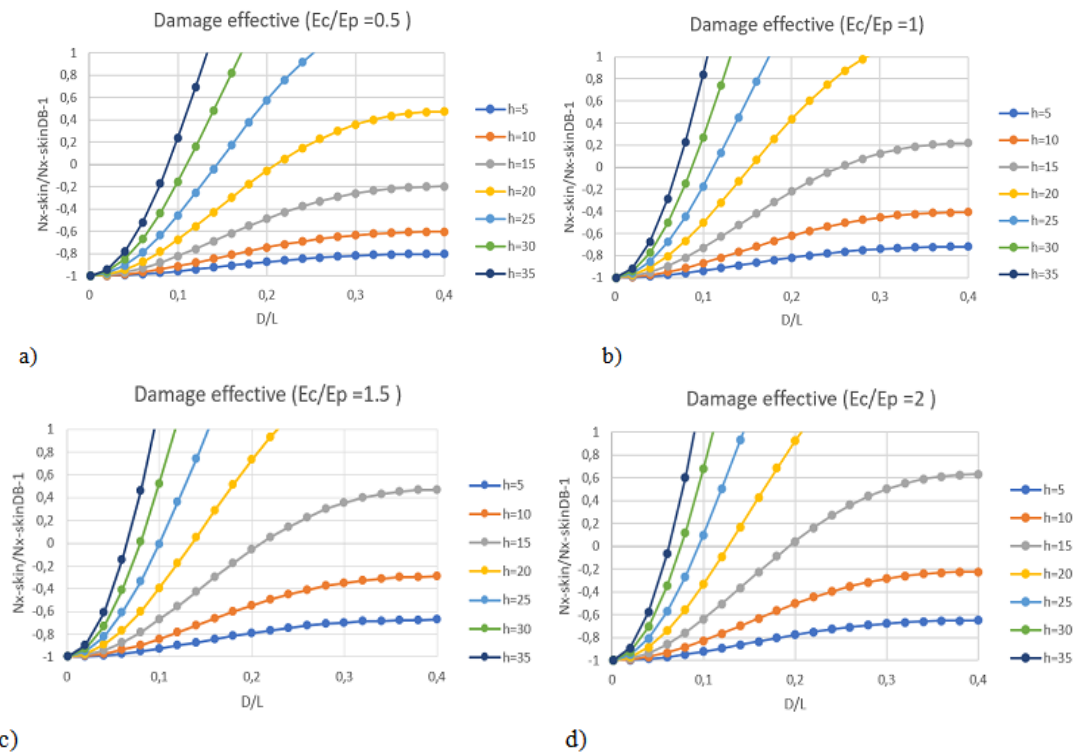 Damage effective (Ec/Ep =0.5 )
Nx-skin/Nx-skinDB-1
1
0,8
0,6
0,4
0,2
0
-0,2
-0,4
-0,6
-0,8
-1
0
0,1
0,2
0,3
0,4
D/L
h=5
h=10
h=15
h=20
h=25
h=30
h=35
a)
Damage effective (Ec/Ep =1)
Nx-skin/Nx-skinDB-1
1
0,8
0,6
0,4
0,2
0
-0,2
-0,4
-0,6
-0,8
-1
0
0,1
0,2
0,3
0,4
D/L
h=5
h=10
h=15
h=20
h=25
h=30
h=35
b)
Damage effective (Ec/Ep =1.5 )
Nx-skin/Nx-skinDB-1
1
0,8
0,6
0,4
0,2
0
-0,2
-0,4
-0,6
-0,8
-1
0
0,1
0,2
0,3
0,4
D/L
h=5
h=10
h=15
h=20
h=25
h=30
h=35
c)
Damage effective (Ec/Ep =2 )
Nx-skin/Nx-skinDB-1
1
0,8
0,6
0,4
0,2
0
-0,2
-0,4
-0,6
-0,8
-1
0
0,1
0,2
0,3
0,4
D/L
h=5
h=10
h=15
h=20
h=25
h=30
h=35
d)